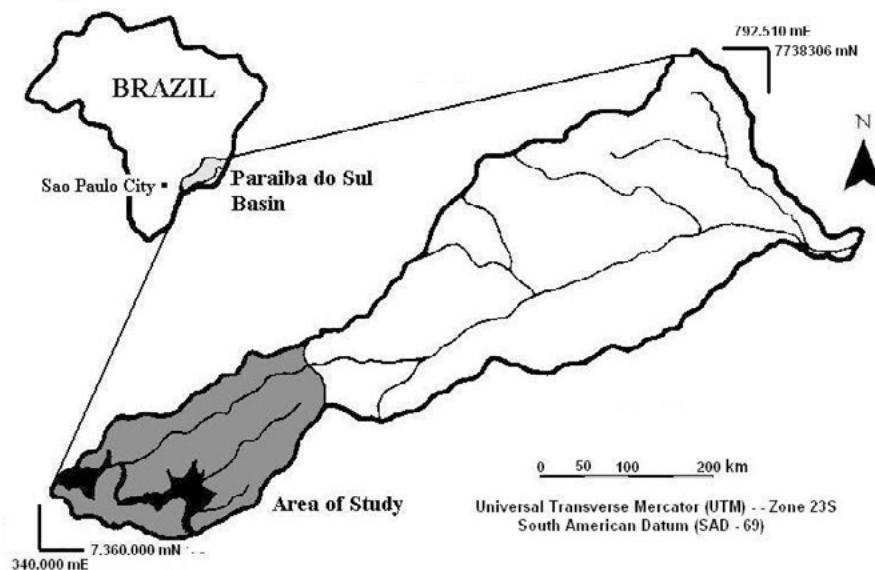 792.510 mE
7738306 mN
BRAZIL
N
Sao Paulo City
Paraiba do Sul
Basin
0 50 100 200 km
Area of Study
Universal Transverse Mercator (UTM) - - Zone 23S
South American Datum (SAD - 69)
7.360.000 mN
340.000 mE